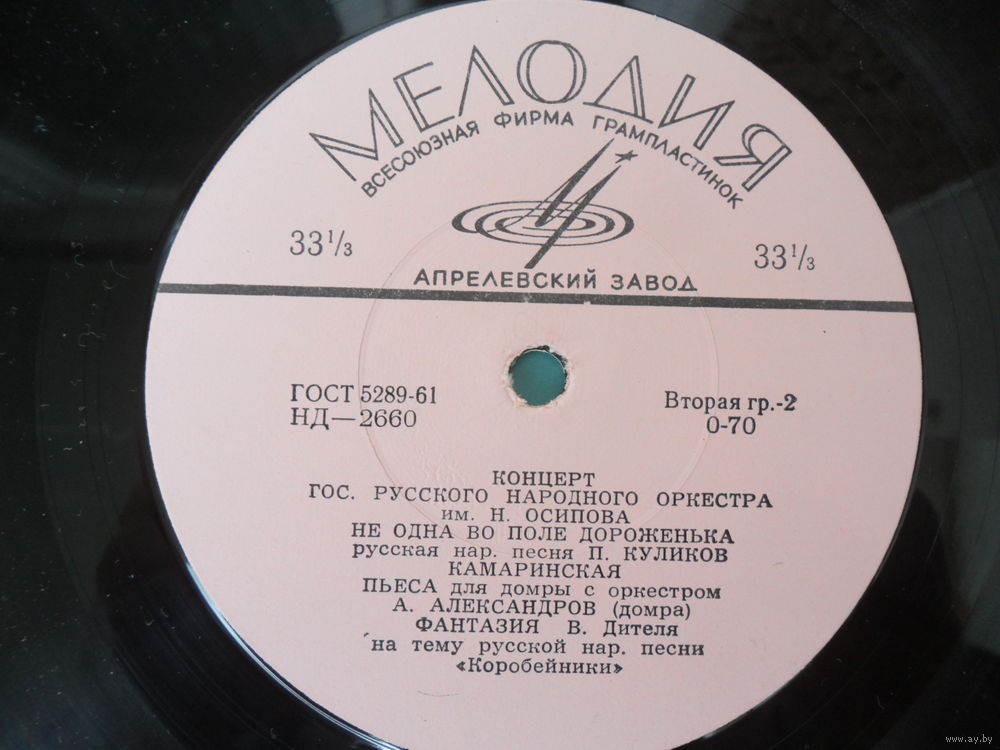 МЕЛОДИЯ
ВСЕСОЮЗНАЯ ФИРМА ГРАМПЛАСТИНОК
33⅓ 33⅓
АПРЕЛЕВСКИЙ ЗАВОД
ГОСТ 5289-61 Вторая гр.-2
НД—2660 0-70
КОНЦЕРТ
ГОС. РУССКОГО НАРОДНОГО ОРКЕСТРА
им. Н. ОСИПОВА
НЕ ОДНА ВО ПОЛЕ ДОРОЖЕНЬКА
русская нар. песня П. КУЛИКОВ
КАМАРИНСКАЯ
ПЬЕСА для домры с оркестром
А. АЛЕКСАНДРОВ (домра)
ФАНТАЗИЯ В. Дителя
на тему русской нар. песни
«Коробейники»
www.ay.by